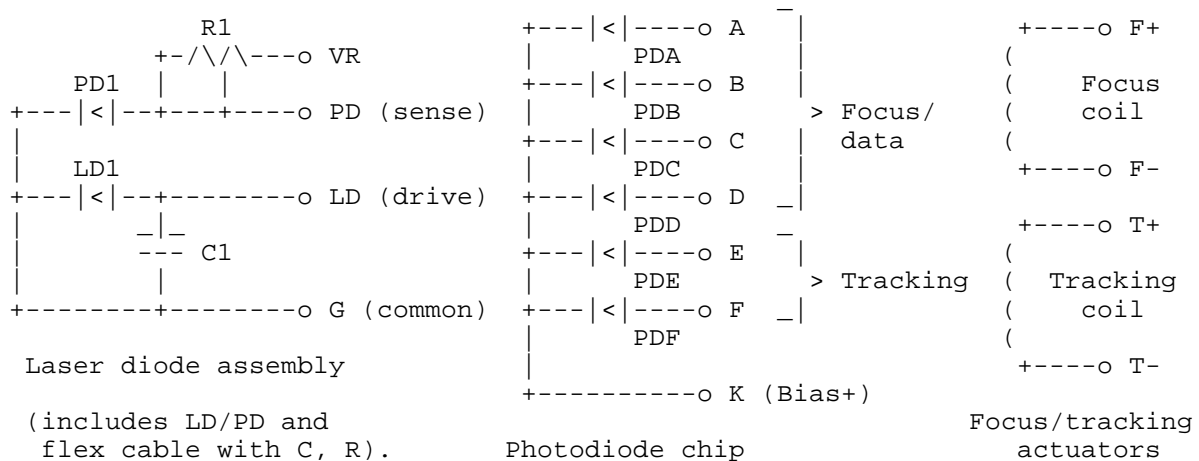 R1 +---|<|----o A | +----o F+
+-/\/\---o VR | PDA | (
PD1 | | +---|<|----o B | ( Focus
+---|<|--+---+----o PD (sense) | PDB > Focus/ ( coil
| +---|<|----o C | data (
| LD1 | PDC | +----o F-
+---|<|--+--------o LD (drive) +---|<|----o D _|
| _|_ | PDD _ +----o T+
| --- C1 +---|<|----o E | (
| | | PDE > Tracking ( Tracking
+--------+--------o G (common) +---|<|----o F _| ( coil
| PDF (
Laser diode assembly | +----o T-
+----------o K (Bias+)
(includes LD/PD and Focus/tracking
flex cable with C, R). Photodiode chip actuators